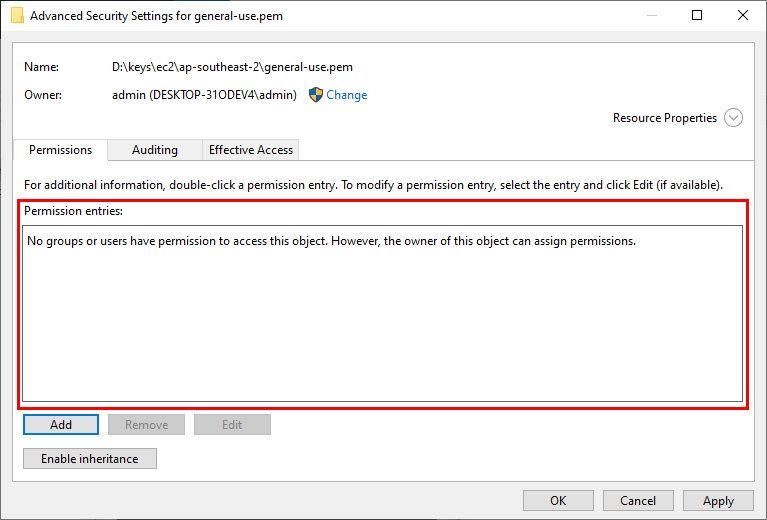 Advanced Security Settings for general-use.pem
Name: D:\keys\ec2\ap-southeast-2\general-use.pem
Owner: admin (DESKTOP-31ODEV4\admin) Change
Resource Properties
Permissions Auditing Effective Access
For additional information, double-click a permission entry. To modify a permission entry, select the entry and click Edit (if available).
Permission entries:
No groups or users have permission to access this object. However, the owner of this object can assign permissions.
Add Remove Edit
Enable inheritance
OK Cancel Apply